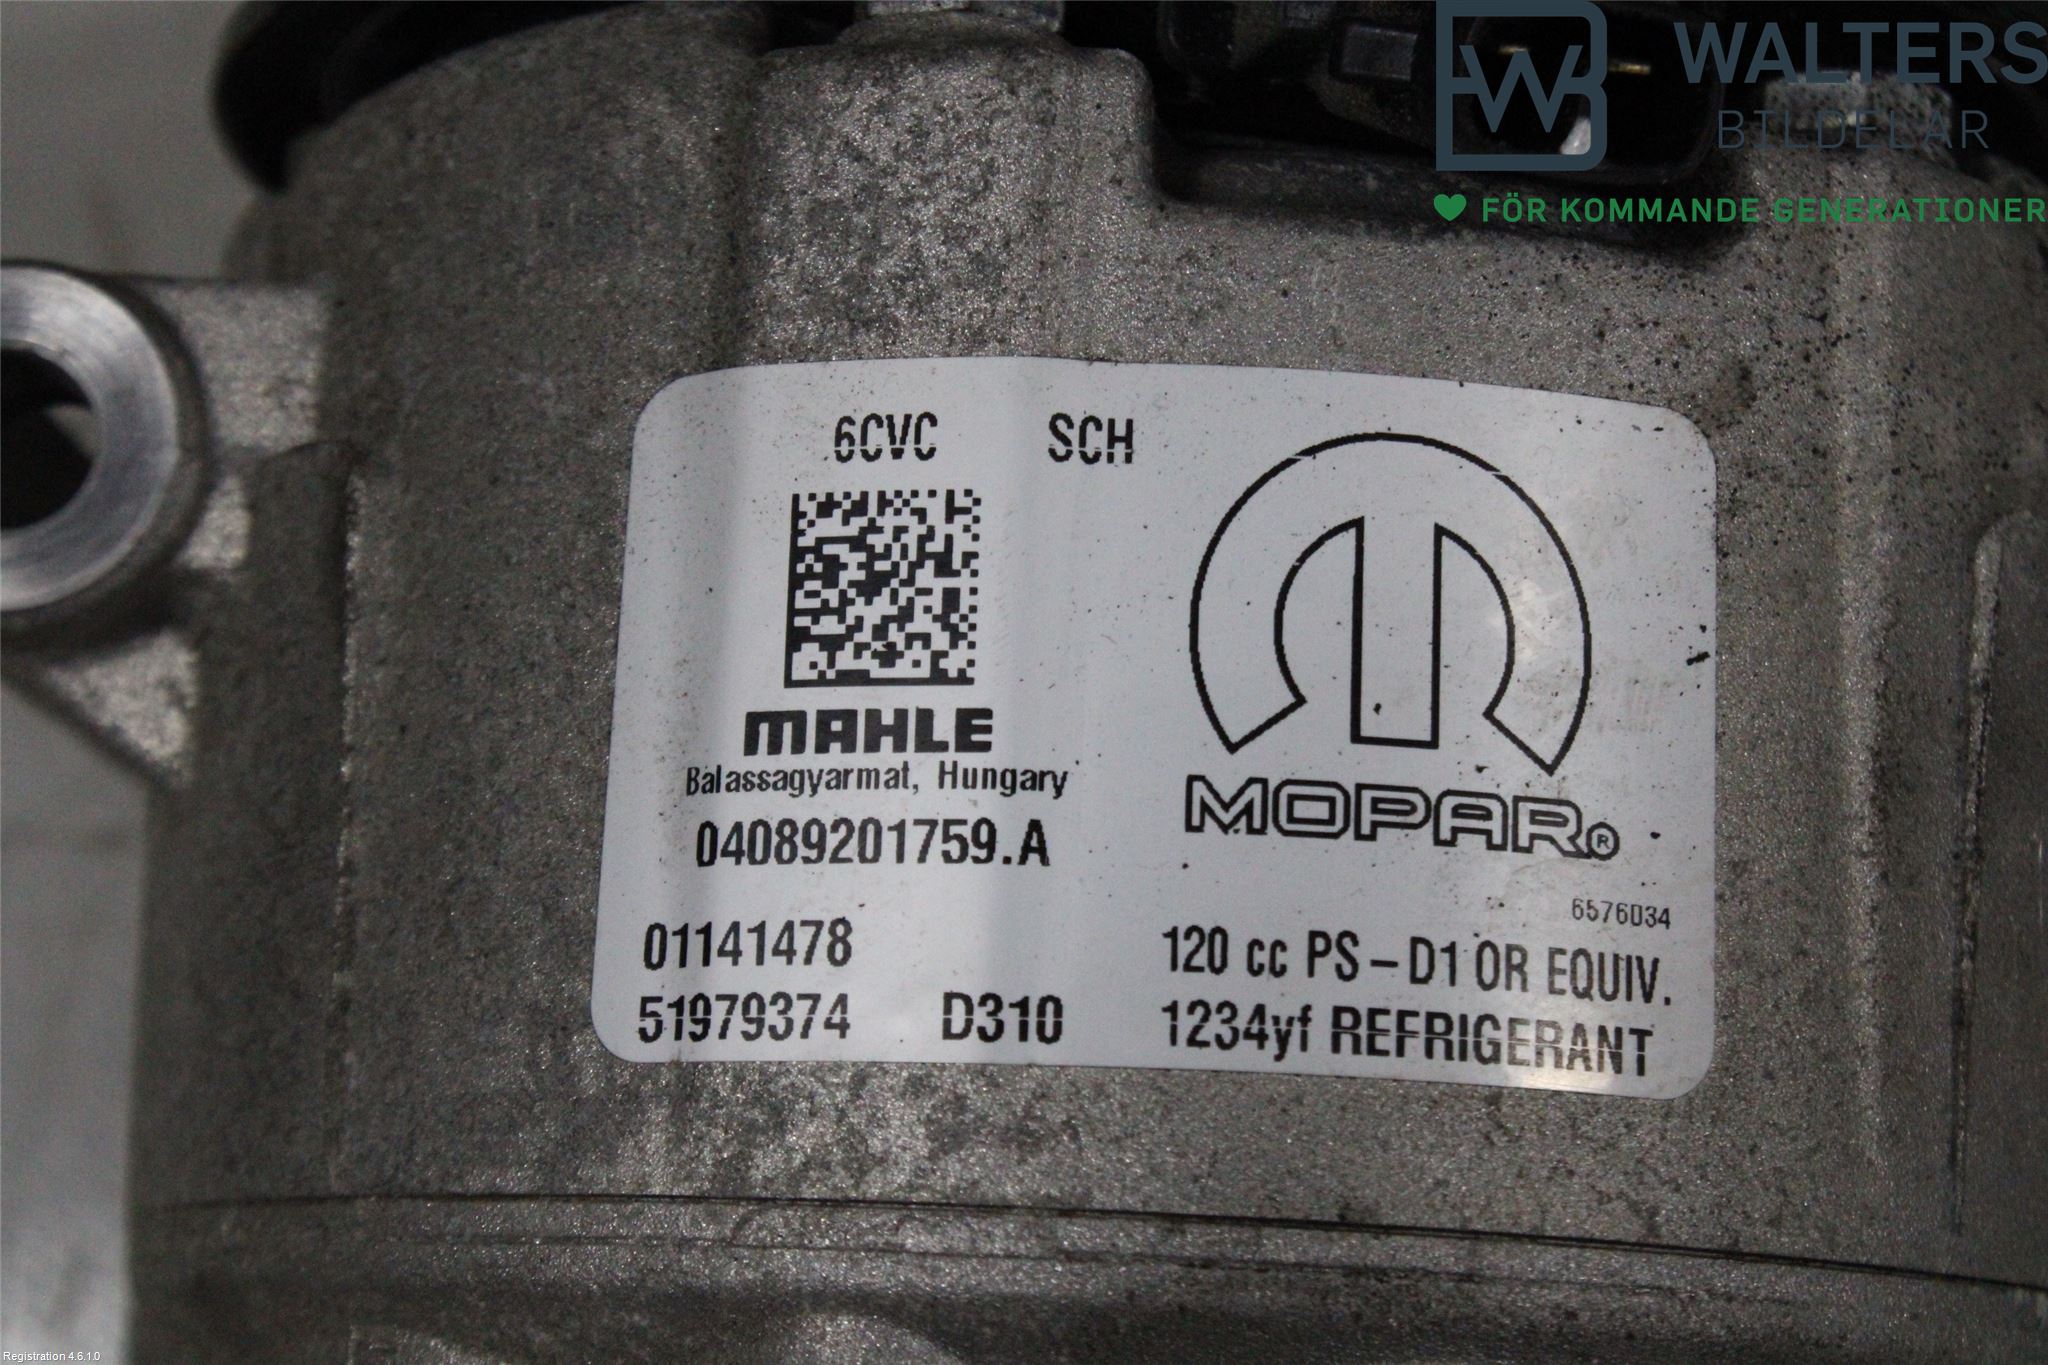 WALTERS
BILDELAR
FÖR KOMMANDE GENERATIONER
6CVC SCH
MAHLE
Balassagyarmat, Hungary
04089201759.A
MOPAR®
6576034
01141478
120 cc PS-D1 OR EQUIV.
51979374 D310
1234yf REFRIGERANT
Registration 4.6.1.0